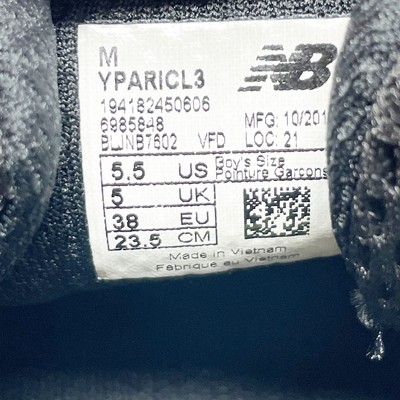 M
YPARICL3
NB
194182450606
6985848 MFG: 10/201
BLJNB7602 VFD LOC: 21
5.5 US Boy's Size
Pointure Garcons
5 UK
38 EU
23.5 CM
Made in Vietnam
Fabriqué au Vietnam